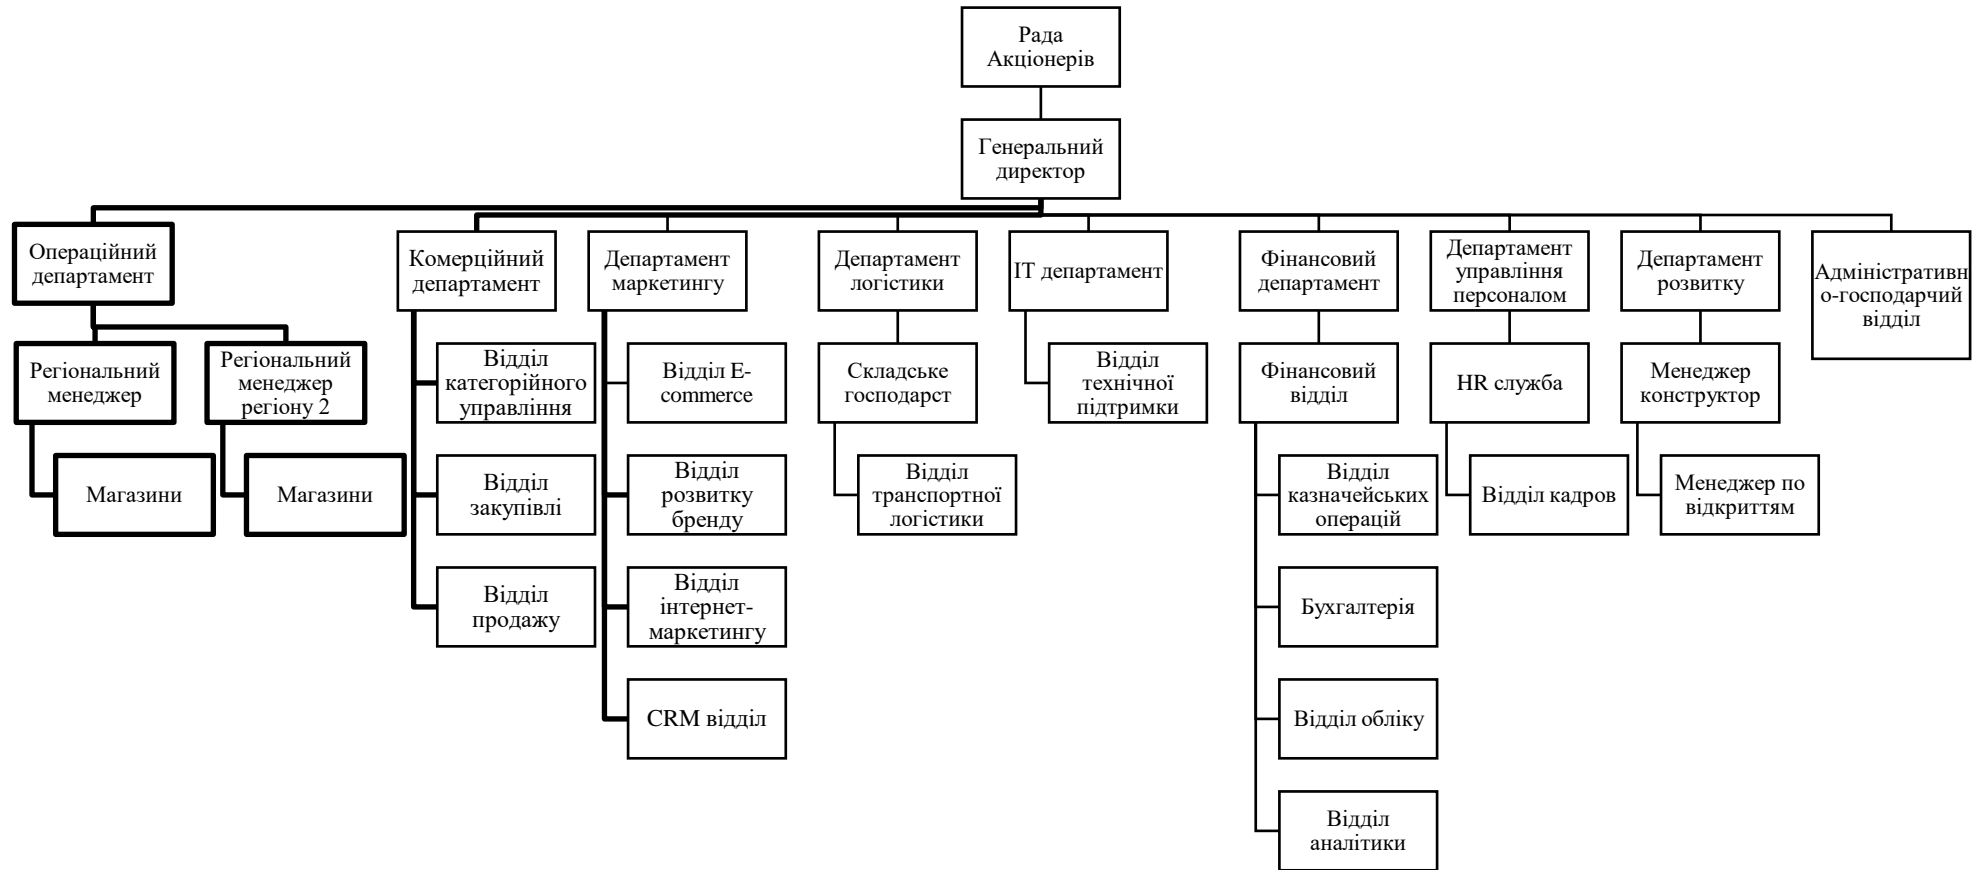 Рада
Акціонерів
Генеральний
директор
Операційний
департамент
Комерційний
департамент
Департамент
маркетингу
Департамент
логістики
ІТ департамент
Фінансовий
департамент
Департамент
управління
персоналом
Департамент
розвитку
Адміністративн
о-господарчий
відділ
Регіональний
менеджер
Регіональний
менеджер
регіону 2
Відділ
категорійного
управління
Відділ E-
commerce
Складське
господарст
Відділ
технічної
підтримки
Фінансовий
відділ
HR служба
Менеджер
конструктор
Магазини
Магазини
Відділ
закупівлі
Відділ
розвитку
бренду
Відділ
транспортної
логістики
Відділ
казначейських
операцій
Відділ кадров
Менеджер по
відкриттям
Відділ
продажу
Відділ
інтернет-
маркетингу
Бухгалтерія
CRM відділ
Відділ обліку
Відділ
аналітики